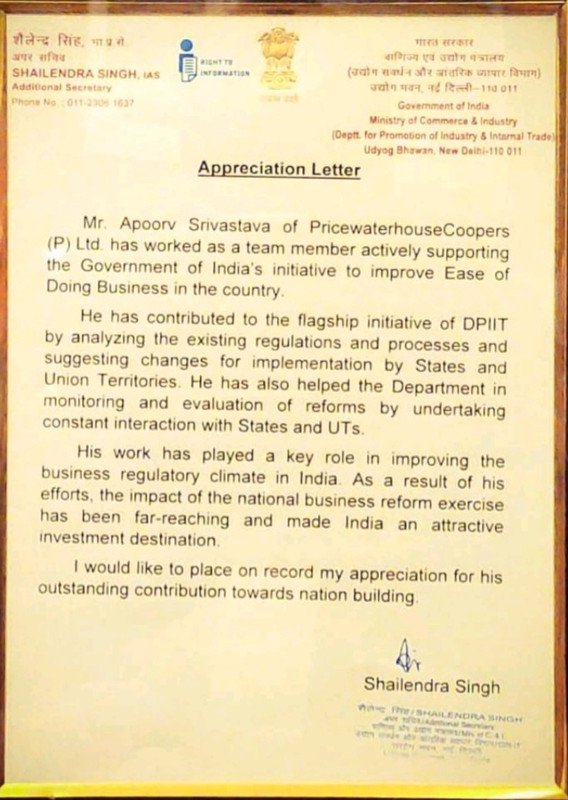 शैलेन्द्र सिंह, भा.प्र.से
अपर सचिव
SHAILENDRA SINGH, IAS
Additional Secretary
Phone No.: 011-2306 1637
RIGHT TO
INFORMATION
सत्यमेव जयते
भारत सरकार
वाणिज्य एवं उद्योग मंत्रालय
(उद्योग संवर्धन और आंतरिक व्यापार विभाग)
उद्योग भवन, नई दिल्ली-110 011
Government of India
Ministry of Commerce & Industry
(Deptt. for Promotion of Industry & Internal Trade)
Udyog Bhawan, New Delhi-110 011
Appreciation Letter
Mr. Apoorv Srivastava of PricewaterhouseCoopers
(P) Ltd. has worked as a team member actively supporting
the Government of India's initiative to improve Ease of
Doing Business in the country.
He has contributed to the flagship initiative of DPIIT
by analyzing the existing regulations and processes and
suggesting changes for implementation by States and
Union Territories. He has also helped the Department in
monitoring and evaluation of reforms by undertaking
constant interaction with States and UTs.
His work has played a key role in improving the
business regulatory climate in India. As a result of his
efforts, the impact of the national business reform exercise
has been far-reaching and made India an attractive
investment destination.
I would like to place on record my appreciation for his
outstanding contribution towards nation building.
Shailendra Singh
शैलेन्द्र सिंह/SHAILENDRA SINGH
अपर सचिव/Additional Secretary